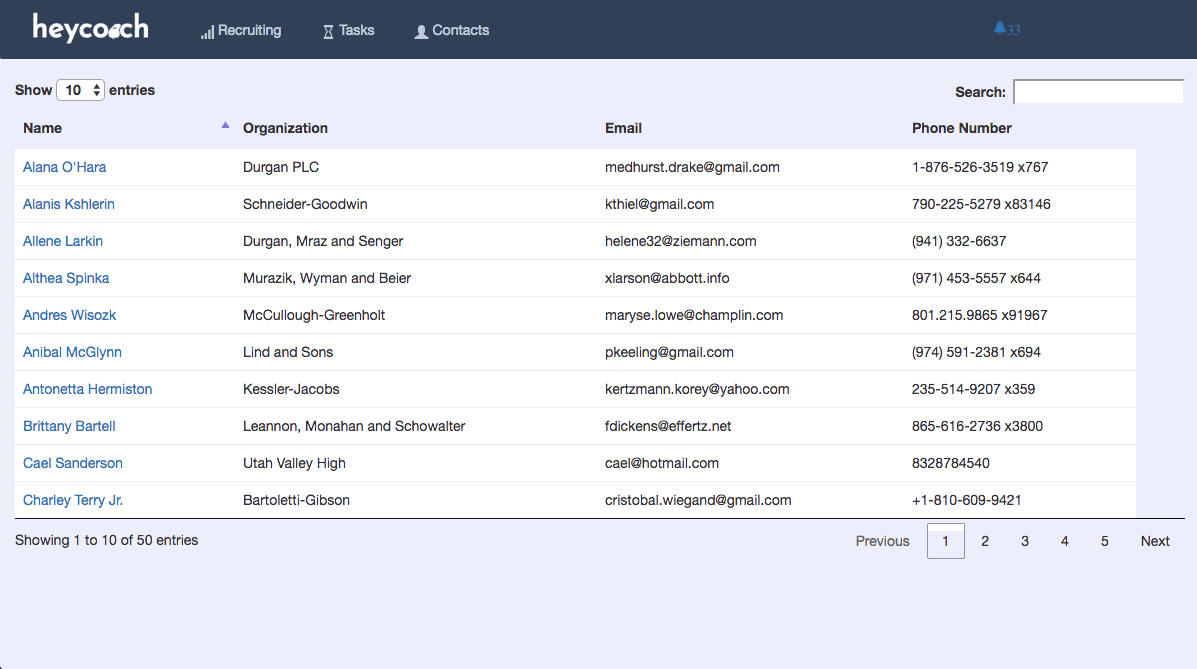 heycoach Recruiting Tasks Contacts 33
Show 10 entries Search:
Name Organization Email Phone Number
Alana O'Hara Durgan PLC medhurst.drake@gmail.com 1-876-526-3519 x767
Alanis Kshlerin Schneider-Goodwin kthiel@gmail.com 790-225-5279 x83146
Allene Larkin Durgan, Mraz and Senger helene32@ziemann.com (941) 332-6637
Althea Spinka Murazik, Wyman and Beier xlarson@abbott.info (971) 453-5557 x644
Andres Wisozk McCullough-Greenholt maryse.lowe@champlin.com 801.215.9865 x91967
Anibal McGlynn Lind and Sons pkeeling@gmail.com (974) 591-2381 x694
Antonetta Hermiston Kessler-Jacobs kertzmann.korey@yahoo.com 235-514-9207 x359
Brittany Bartell Leannon, Monahan and Schowalter fdickens@effertz.net 865-616-2736 x3800
Cael Sanderson Utah Valley High cael@hotmail.com 8328784540
Charley Terry Jr. Bartoletti-Gibson cristobal.wiegand@gmail.com +1-810-609-9421
Showing 1 to 10 of 50 entries Previous 1 2 3 4 5 Next